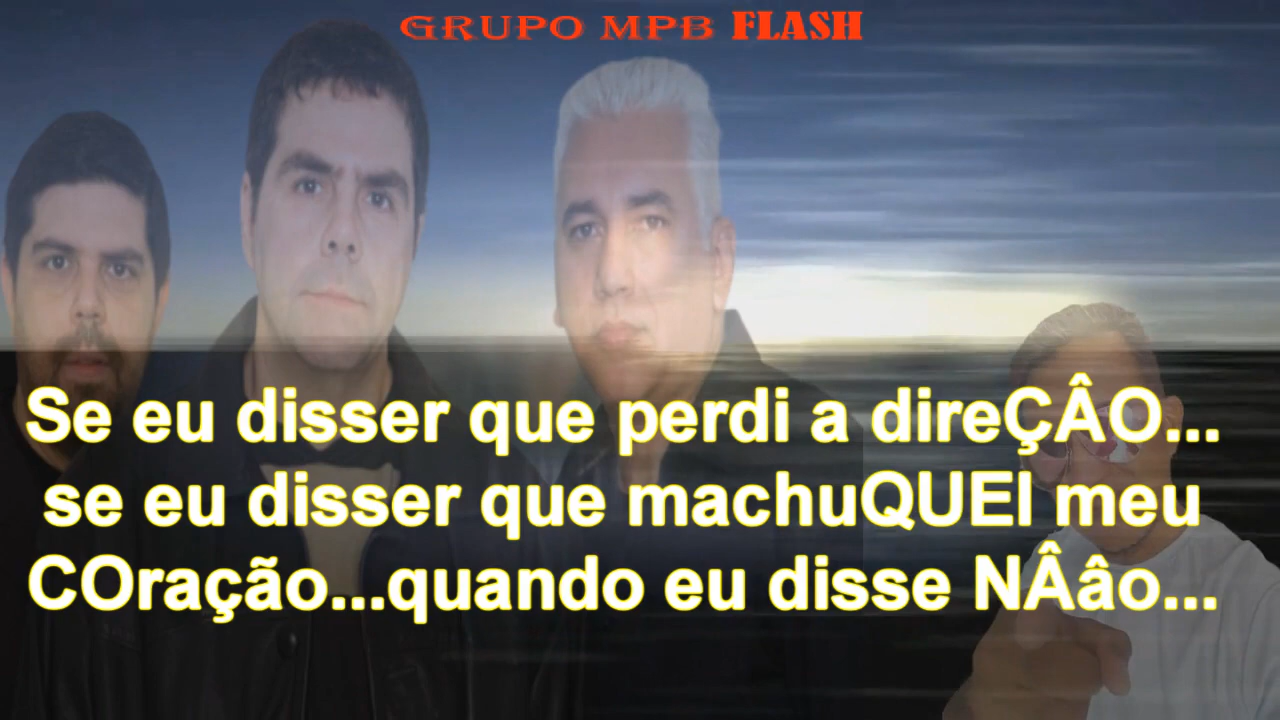 GRUPO MPB FLASH
Se eu disser que perdi a direÇÂO...
se eu disser que machuQUEI meu
COração...quando eu disse NÂâo...